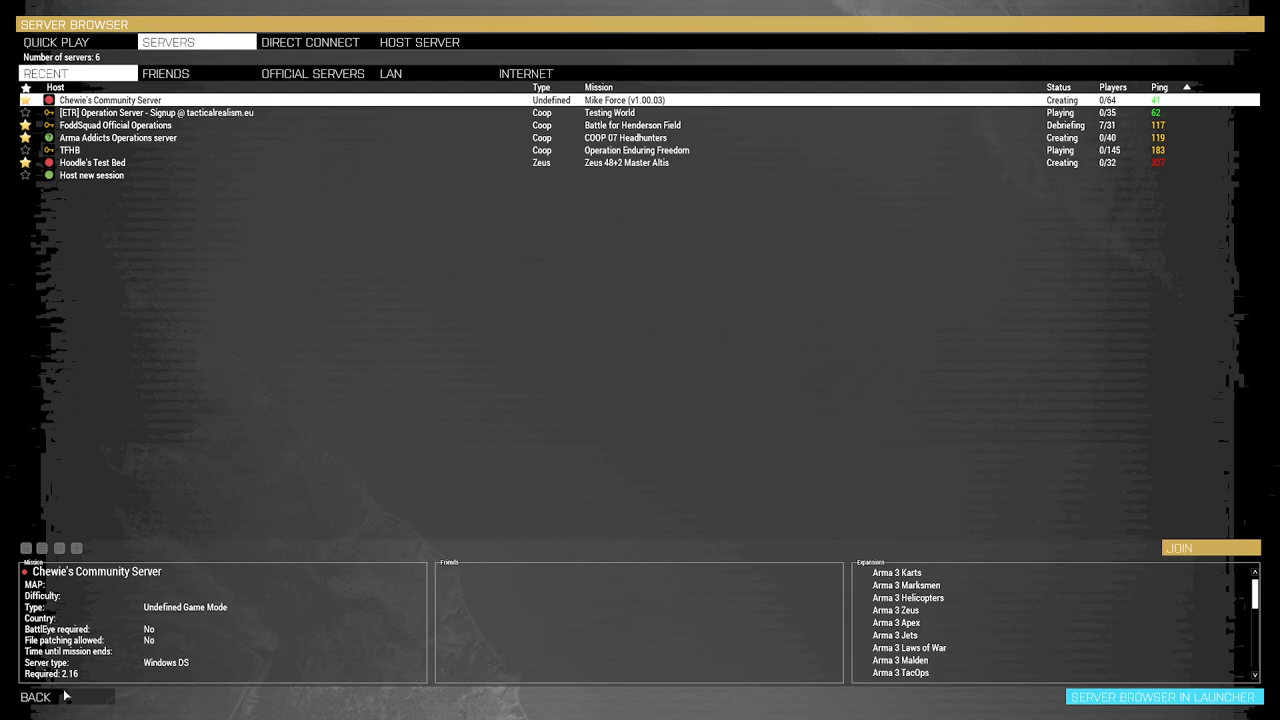 SERVER BROWSER
QUICK PLAY SERVERS DIRECT CONNECT HOST SERVER
Number of servers: 6
RECENT FRIENDS OFFICIAL SERVERS LAN INTERNET
Host Type Mission Status Players Ping
Chewie's Community Server Undefined Mike Force (v1.00.03) Creating 0/64 41
[ETR] Operation Server - Signup @ tacticalrealism.eu Coop Testing World Playing 0/35 62
FoddSquad Official Operations Coop Battle for Henderson Field Debriefing 7/31 117
Arma Addicts Operations server Coop COOP 07 Headhunters Creating 0/40 119
TFHB Coop Operation Enduring Freedom Playing 0/145 183
Hoodle's Test Bed Zeus Zeus 48+2 Master Altis Creating 0/32
Host new session
JOIN
Mission
Chewie's Community Server
MAP:
Difficulty:
Type: Undefined Game Mode
Country:
BattlEye required: No
File patching allowed: No
Time until mission ends:
Server type: Windows DS
Required: 2.16
Friends
Expansions
Arma 3 Karts
Arma 3 Marksmen
Arma 3 Helicopters
Arma 3 Zeus
Arma 3 Apex
Arma 3 Jets
Arma 3 Laws of War
Arma 3 Malden
Arma 3 TacOps
BACK
SERVER BROWSER IN LAUNCHER